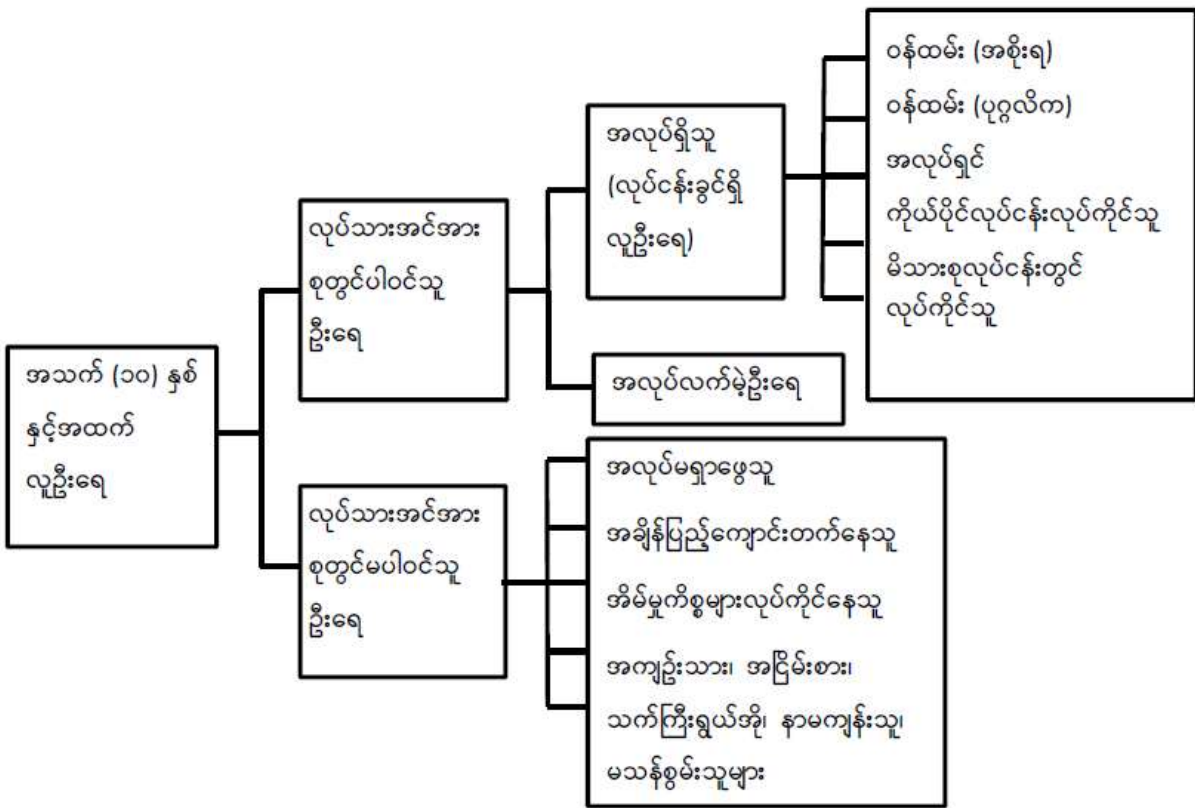 အသက် (၁၀) နှစ်
နှင့်အထက်
လူဦးရေ
လုပ်သားအင်အား
စုတွင်ပါဝင်သူ
ဦးရေ
အလုပ်ရှိသူ
(လုပ်ငန်းခွင်ရှိ
လူဦးရေ)
ဝန်ထမ်း (အစိုးရ)
ဝန်ထမ်း (ပုဂ္ဂလိက)
အလုပ်ရှင်
ကိုယ်ပိုင်လုပ်ငန်းလုပ်ကိုင်သူ
မိသားစုလုပ်ငန်းတွင်
လုပ်ကိုင်သူ
အလုပ်လက်မဲ့ဦးရေ
လုပ်သားအင်အား
စုတွင်မပါဝင်သူ
ဦးရေ
အလုပ်မရှာဖွေသူ
အချိန်ပြည့်ကျောင်းတက်နေသူ
အိမ်မှုကိစ္စများလုပ်ကိုင်နေသူ
အကျဉ်းသား၊ အငြိမ်းစား၊
သက်ကြီးရွယ်အို၊ နာမကျန်းသူ၊
မသန်စွမ်းသူများ